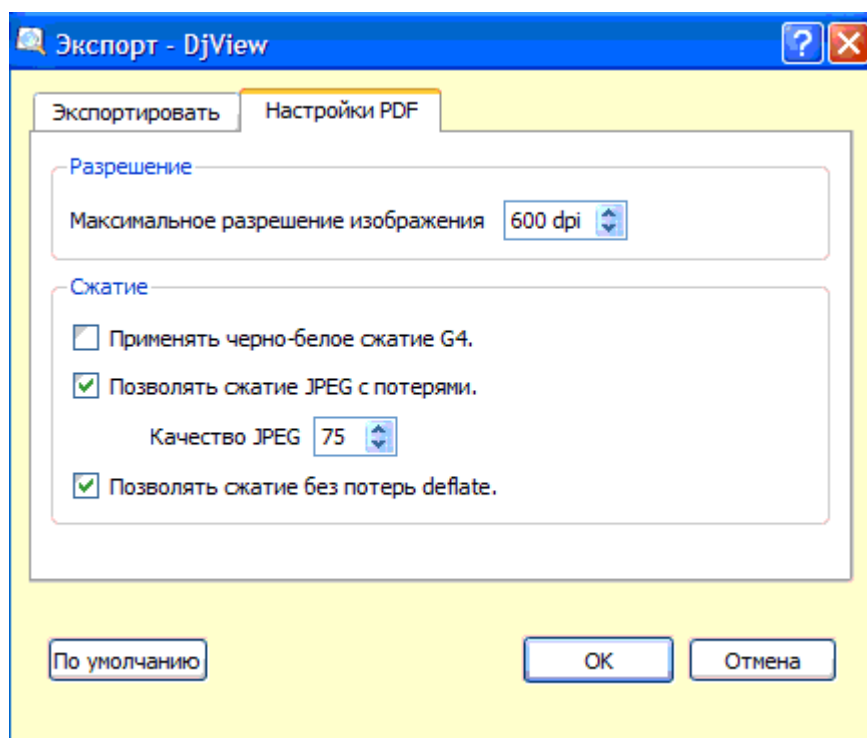 Экспорт - DjView
Экспортировать
Настройки PDF
Разрешение
Максимальное разрешение изображения 600 dpi
Сжатие
Применять черно-белое сжатие G4.
Позволять сжатие JPEG с потерями.
Качество JPEG 75
Позволять сжатие без потерь deflate.
По умолчанию OK Отмена